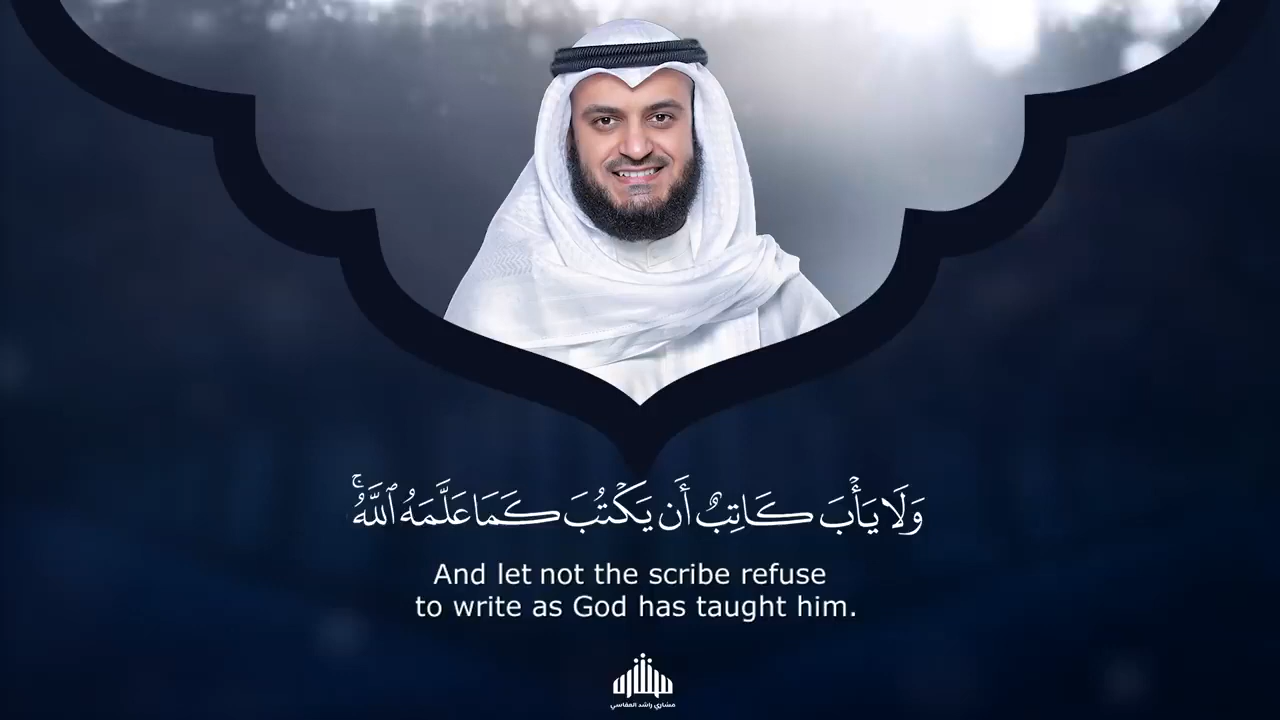 وَلَا يَأْبَ كَاتِبٌ أَن يَكْتُبَ كَمَا عَلَّمَهُ ٱللَّهُ ۚ
And let not the scribe refuse
to write as God has taught him.
مشاري راشد العفاسي